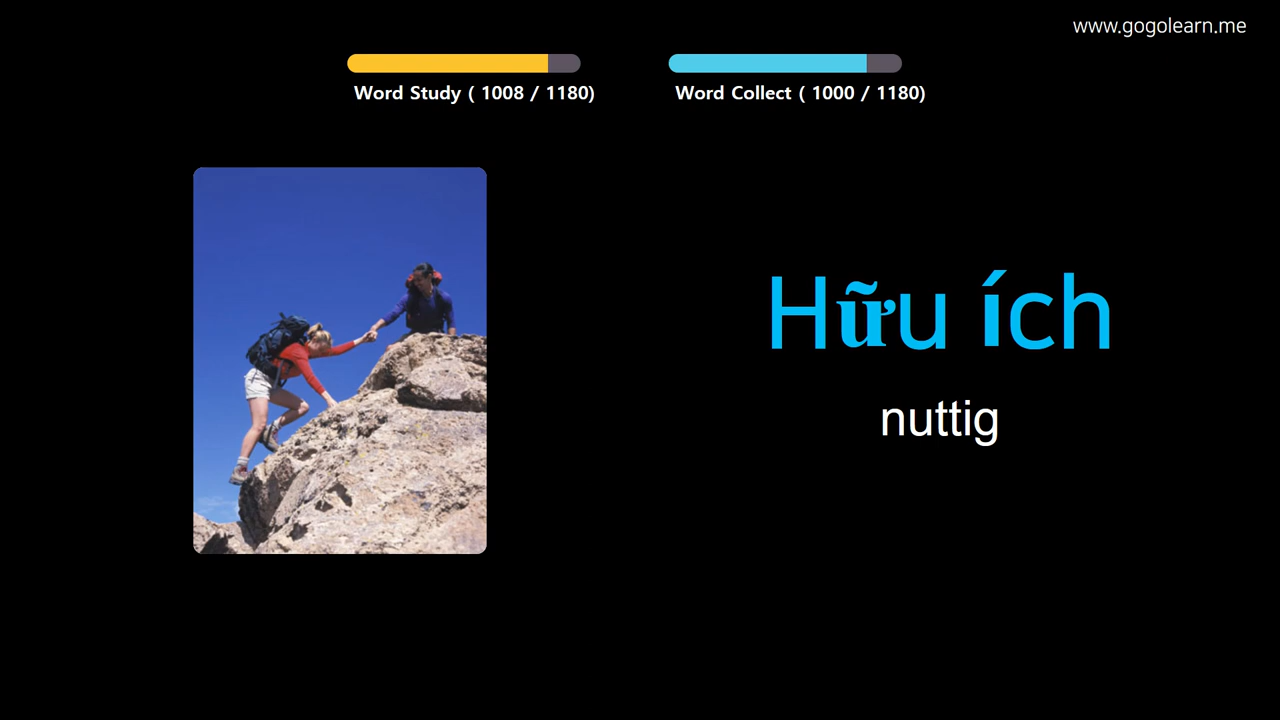 www.gogolearn.me
Word Study ( 1008 / 1180)
Word Collect ( 1000 / 1180)
Hữu ích
nuttig